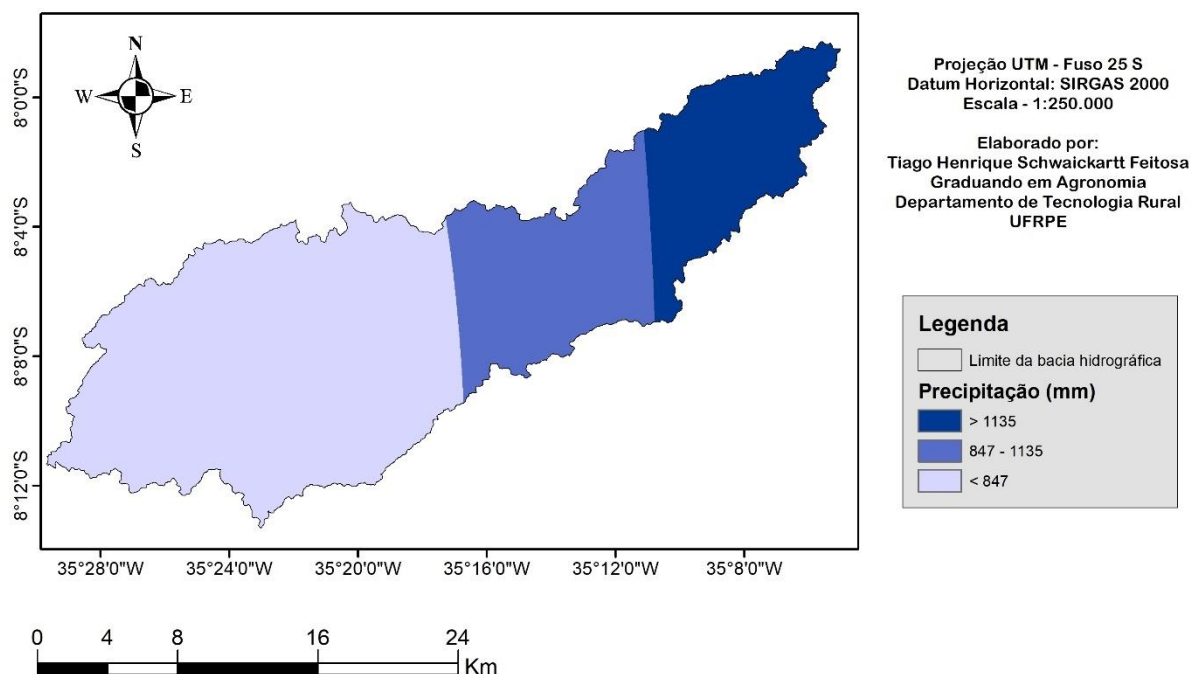 N
W E
S
8°0'0"S
8°4'0"S
8°8'0"S
8°12'0"S
35°28'0"W 35°24'0"W 35°20'0"W 35°16'0"W 35°12'0"W 35°8'0"W
0 4 8 16 24
Km
Projeção UTM - Fuso 25 S
Datum Horizontal: SIRGAS 2000
Escala - 1:250.000
Elaborado por:
Tiago Henrique Schwaickartt Feitosa
Graduando em Agronomia
Departamento de Tecnologia Rural
UFRPE
Legenda
Limite da bacia hidrográfica
Precipitação (mm)
> 1135
847 - 1135
< 847